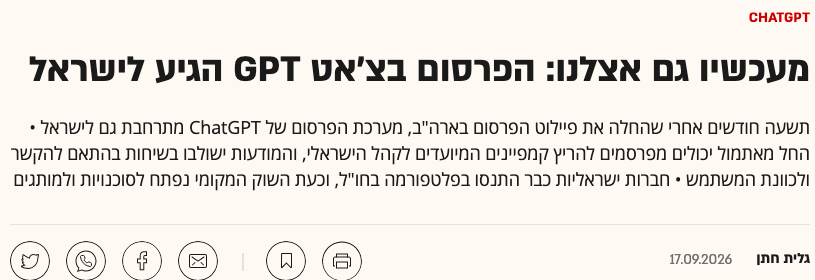 CHATGPT
מעכשיו גם אצלנו: הפרסום בצ'אט GPT הגיע לישראל
תשעה חודשים אחרי שהחלה את פיילוט הפרסום בארה"ב, מערכת הפרסום של ChatGPT מתרחבת גם לישראל •
החל מאתמול יכולים מפרסמים להריץ קמפיינים המיועדים לקהל הישראלי, והמודעות ישולבו בשיחות בהתאם להקשר
ולכוונת המשתמש • חברות ישראליות כבר התנסו בפלטפורמה בחו"ל, וכעת השוק המקומי נפתח לסוכנויות ולמותגים
גלית חתן 17.09.2026